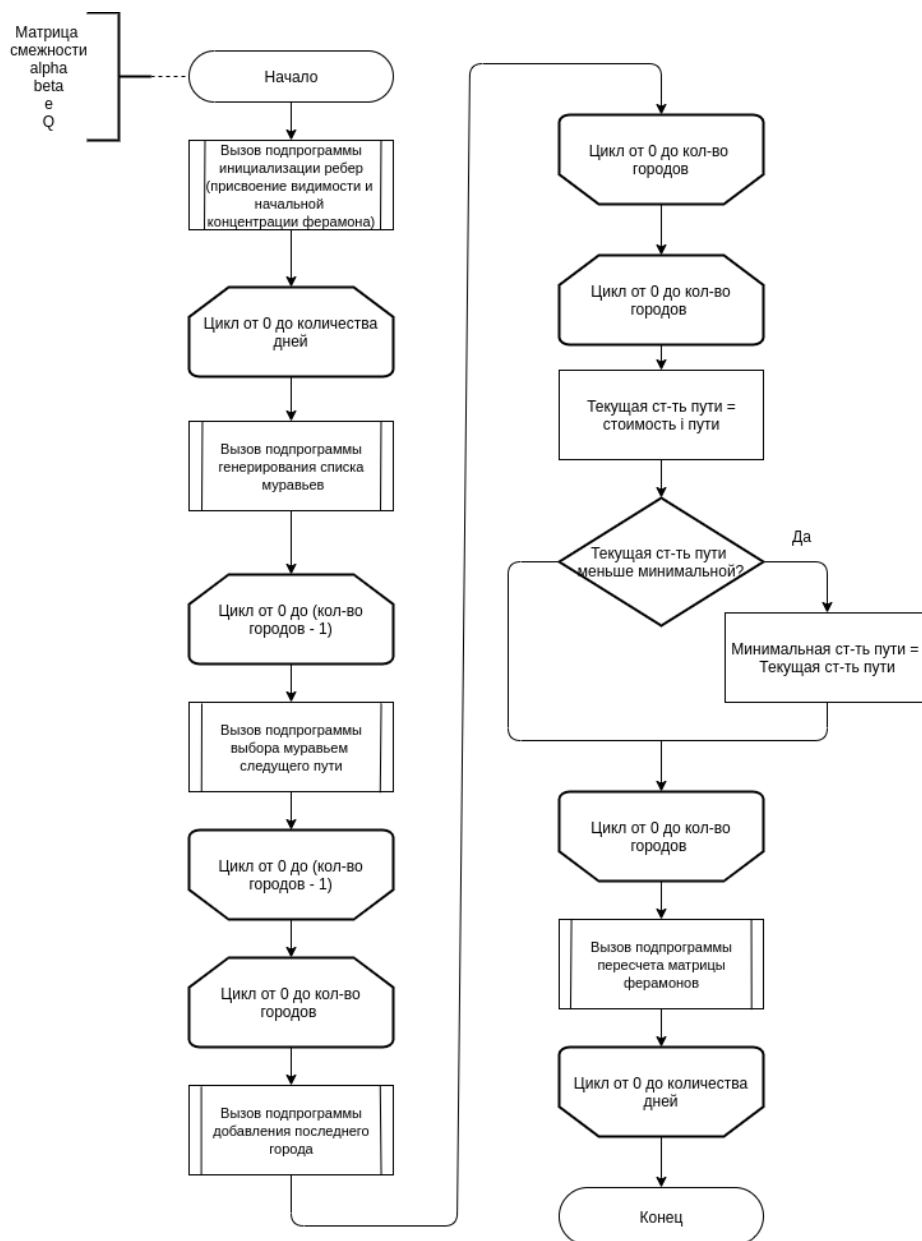 Матрица
смежности
alpha
beta
e
Q
Начало
Вызов подпрограммы
инициализации ребер
(присвоение видимости и
начальной
концентрации ферамона)
Цикл от 0 до количества
дней
Вызов подпрограммы
генерирования списка
муравьев
Цикл от 0 до (кол-во
городов - 1)
Вызов подпрограммы
выбора муравьем
следущего пути
Цикл от 0 до (кол-во
городов - 1)
Цикл от 0 до кол-во
городов
Вызов подпрограммы
добавления последнего
города
Цикл от 0 до кол-во
городов
Цикл от 0 до кол-во
городов
Текущая ст-ть пути =
стоимость i пути
Текущая ст-ть пути
меньше минимальной?
Да
Минимальная ст-ть пути =
Текущая ст-ть пути
Цикл от 0 до кол-во
городов
Вызов подпрограммы
пересчета матрицы
ферамонов
Цикл от 0 до количества
дней
Конец